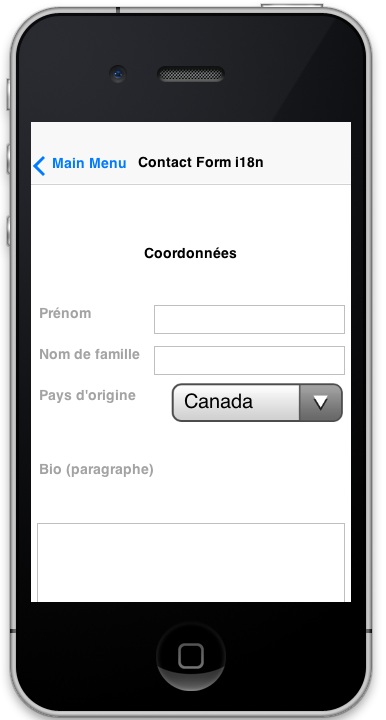 Main Menu Contact Form i18n
Coordonnées
Prénom
Nom de famille
Pays d'origine Canada
Bio (paragraphe)